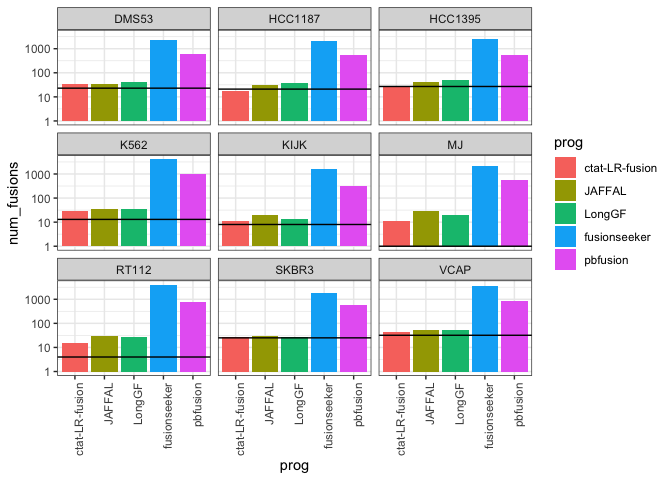 DMS53 HCC1187 HCC1395
1000
100
10
1
K562 KIJK MJ
1000
100
10
1
RT112 SKBR3 VCAP
1000
100
10
1
num_fusions
ctat-LR-fusion JAFFAL LongGF fusionseeker pbfusion ctat-LR-fusion JAFFAL LongGF fusionseeker pbfusion ctat-LR-fusion JAFFAL LongGF fusionseeker pbfusion
prog
prog
ctat-LR-fusion
JAFFAL
LongGF
fusionseeker
pbfusion